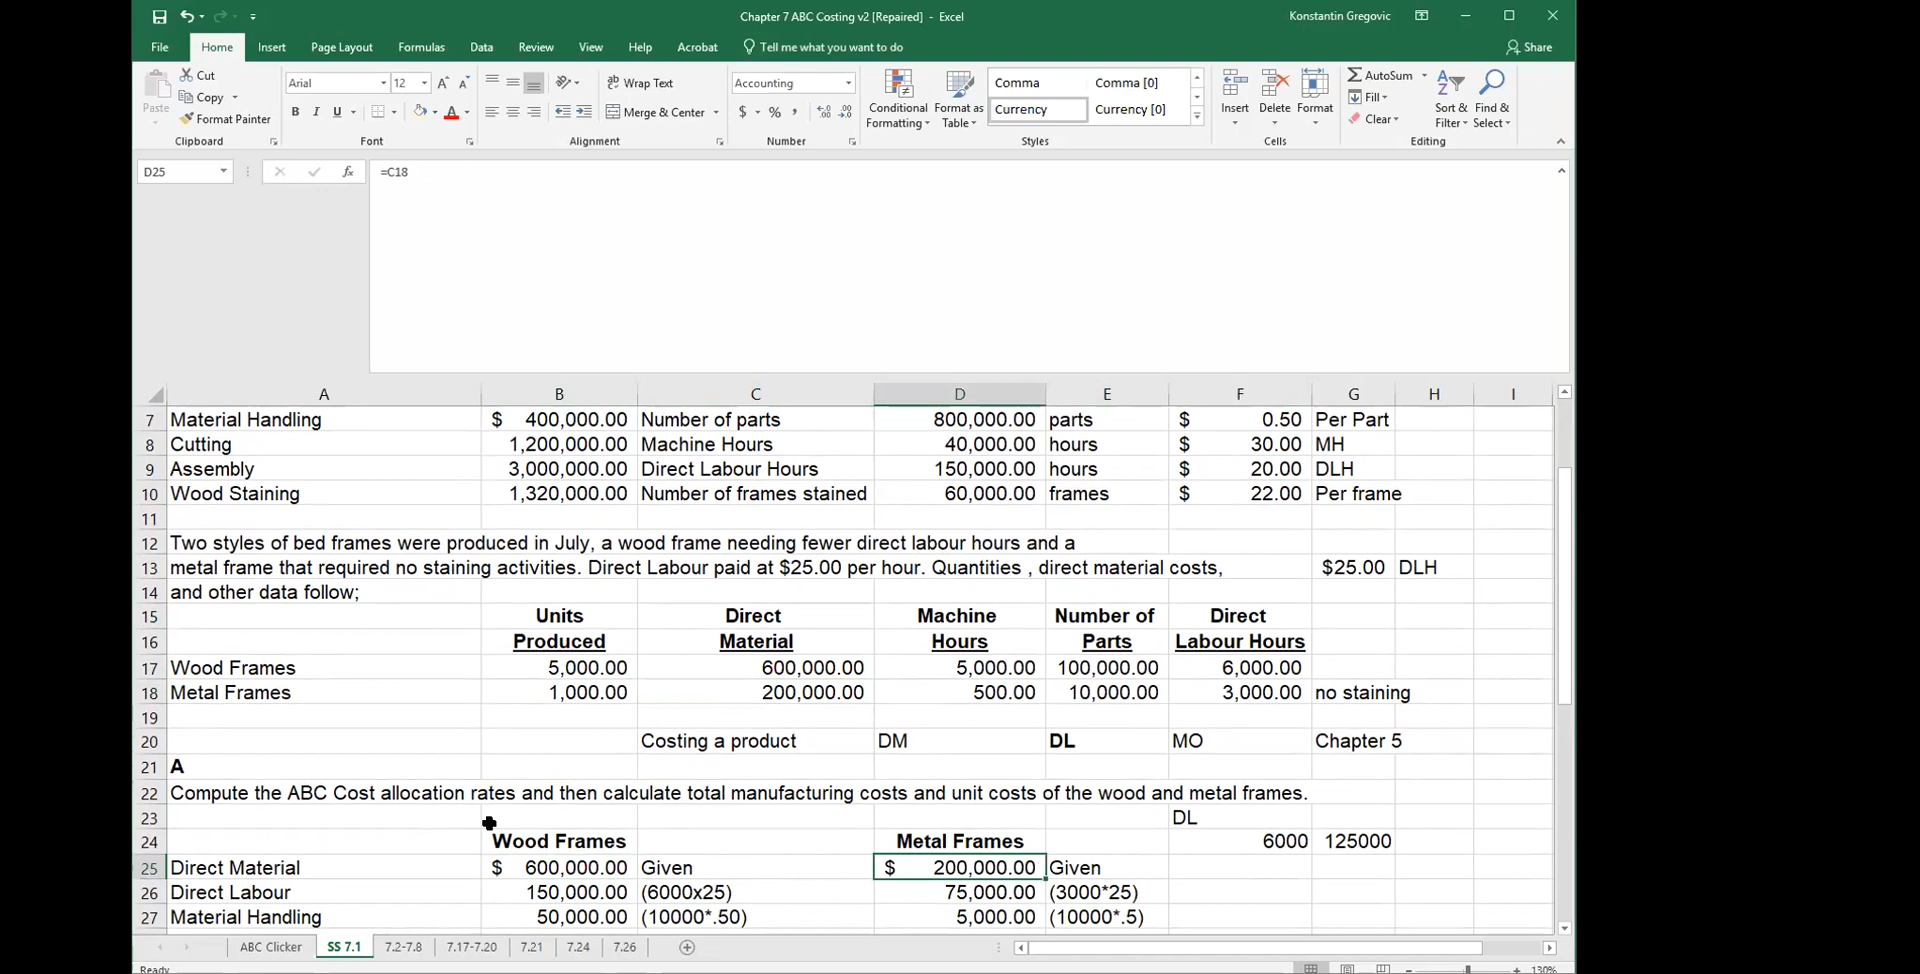 Chapter 7 ABC Costing v2 [Repaired] - Excel
Konstantin Gregovic
File Home Insert Page Layout Formulas Data Review View Help Acrobat Tell me what you want to do Share
Paste
Cut
Copy
Format Painter
Clipboard
Arial 12
B I U
Font
Wrap Text
Merge & Center
Alignment
Accounting
$ % ,
Number
Conditional Formatting
Format as Table
Comma Comma [0]
Currency Currency [0]
Styles
Insert Delete Format
Cells
AutoSum
Fill
Clear
Sort & Filter
Find & Select
Editing
D25 fx =C18
A B C D E F G H I
7 Material Handling $ 400,000.00 Number of parts 800,000.00 parts $ 0.50 Per Part
8 Cutting 1,200,000.00 Machine Hours 40,000.00 hours $ 30.00 MH
9 Assembly 3,000,000.00 Direct Labour Hours 150,000.00 hours $ 20.00 DLH
10 Wood Staining 1,320,000.00 Number of frames stained 60,000.00 frames $ 22.00 Per frame
11
12 Two styles of bed frames were produced in July, a wood frame needing fewer direct labour hours and a
13 metal frame that required no staining activities. Direct Labour paid at $25.00 per hour. Quantities , direct material costs, $25.00 DLH
14 and other data follow;
15 Units Direct Machine Number of Direct
16 Produced Material Hours Parts Labour Hours
17 Wood Frames 5,000.00 600,000.00 5,000.00 100,000.00 6,000.00
18 Metal Frames 1,000.00 200,000.00 500.00 10,000.00 3,000.00 no staining
19
20 Costing a product DM DL MO Chapter 5
21 A
22 Compute the ABC Cost allocation rates and then calculate total manufacturing costs and unit costs of the wood and metal frames.
23 DL
24 Wood Frames Metal Frames 6000 125000
25 Direct Material $ 600,000.00 Given $ 200,000.00 Given
26 Direct Labour 150,000.00 (6000x25) 75,000.00 (3000*25)
27 Material Handling 50,000.00 (10000*.50) 5,000.00 (10000*.5)
ABC Clicker SS 7.1 7.2-7.8 7.17-7.20 7.21 7.24 7.26
Ready 130%